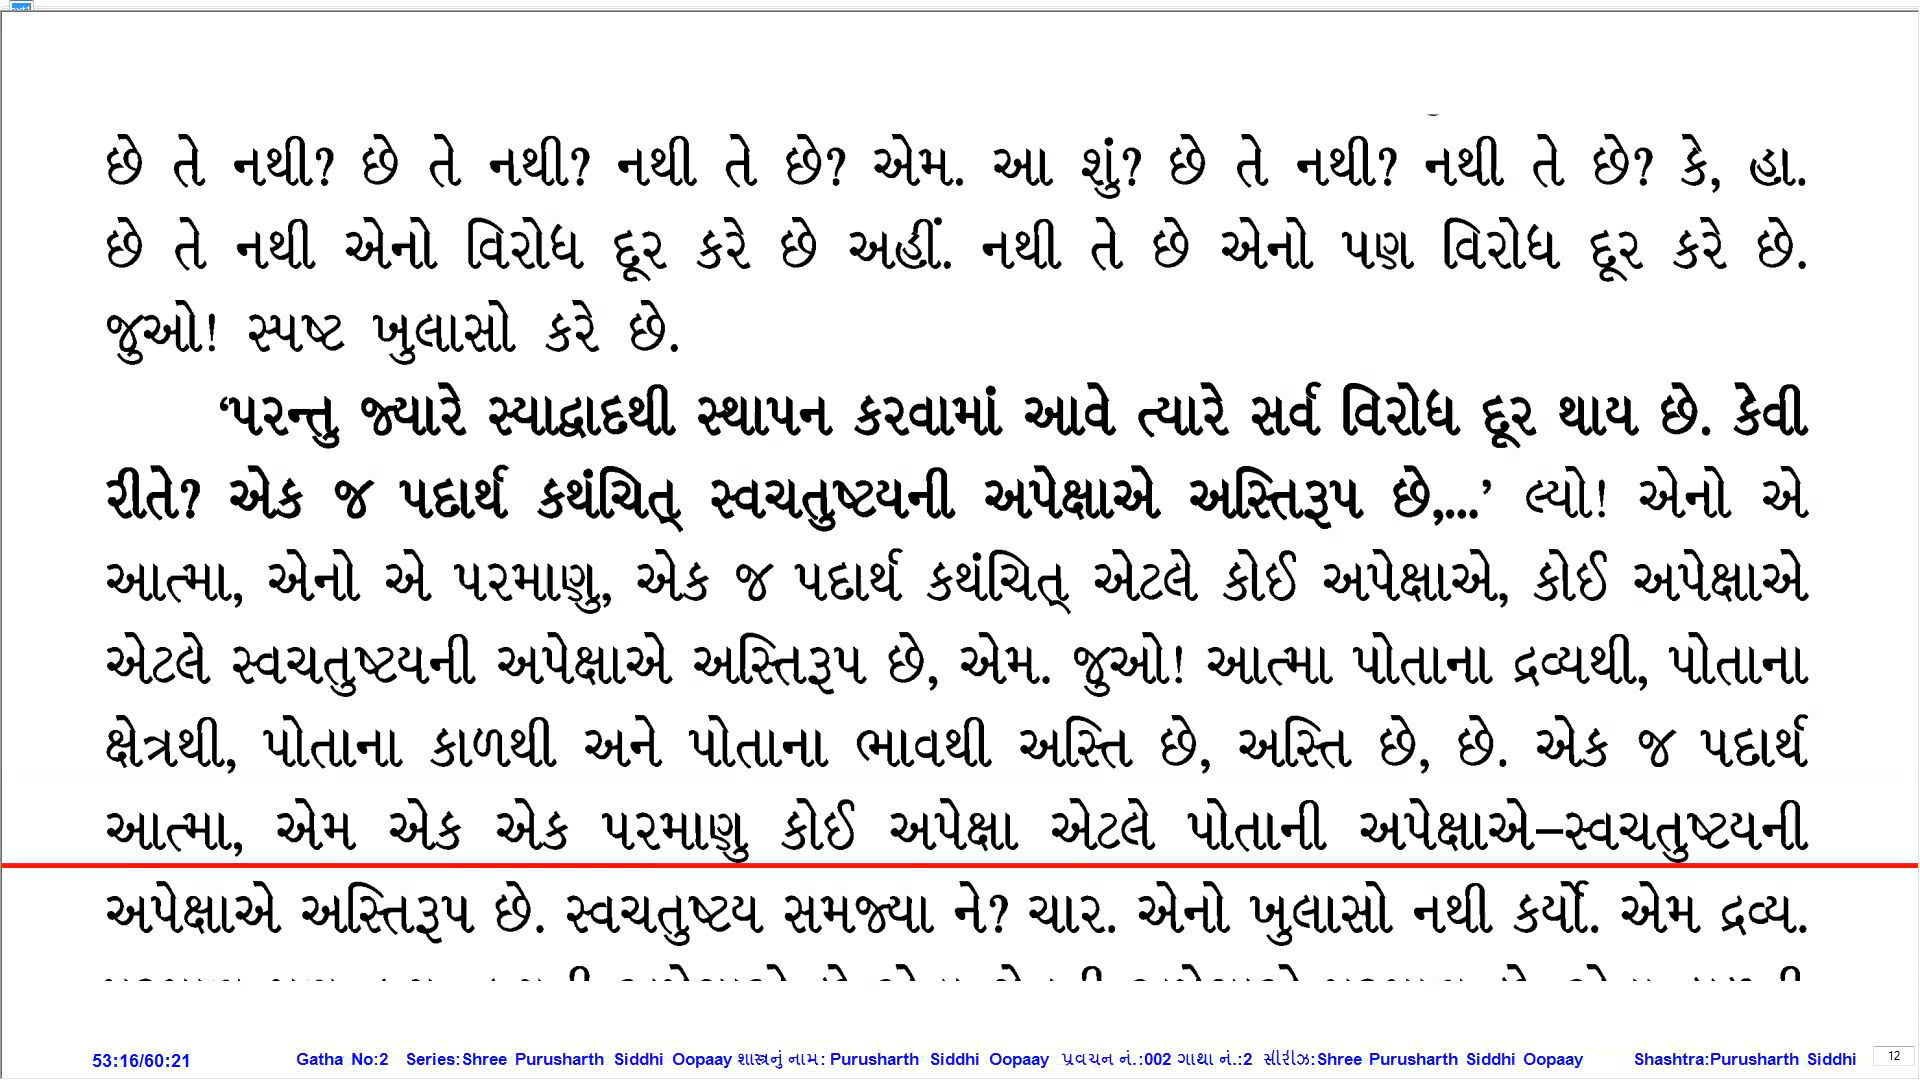 છે તે નથી? છે તે નથી? નથી તે છે? એમ. આ શું? છે તે નથી? નથી તે છે? કે, હા.
છે તે નથી એનો વિરોધ દૂર કરે છે અહીં. નથી તે છે એનો પણ વિરોધ દૂર કરે છે.
જુઓ! સ્પષ્ટ ખુલાસો કરે છે.
‘પરન્તુ જ્યારે સ્યાદ્વાદથી સ્થાપન કરવામાં આવે ત્યારે સર્વ વિરોધ દૂર થાય છે. કેવી
રીતે? એક જ પદાર્થ કથંચિત્ સ્વચતુષ્ટયની અપેક્ષાએ અસ્તિરૂપ છે,...’ લ્યો! એનો એ
આત્મા, એનો એ પરમાણુ, એક જ પદાર્થ કથંચિત્ એટલે કોઈ અપેક્ષાએ, કોઈ અપેક્ષાએ
એટલે સ્વચતુષ્ટયની અપેક્ષાએ અસ્તિરૂપ છે, એમ. જુઓ! આત્મા પોતાના દ્રવ્યથી, પોતાના
ક્ષેત્રથી, પોતાના કાળથી અને પોતાના ભાવથી અસ્તિ છે, અસ્તિ છે, છે. એક જ પદાર્થ
આત્મા, એમ એક એક પરમાણુ કોઈ અપેક્ષા એટલે પોતાની અપેક્ષાએ–સ્વચતુષ્ટયની
અપેક્ષાએ અસ્તિરૂપ છે. સ્વચતુષ્ટય સમજ્યા ને? ચાર. એનો ખુલાસો નથી કર્યો. એમ દ્રવ્ય.
53:16/60:21 Gatha No:2 Series:Shree Purusharth Siddhi Oopaay શાસ્ત્રનું નામ: Purusharth Siddhi Oopaay પ્રવચન નં.:002 ગાથા નં.:2 સીરીઝ:Shree Purusharth Siddhi Oopaay Shashtra:Purusharth Siddhi 12